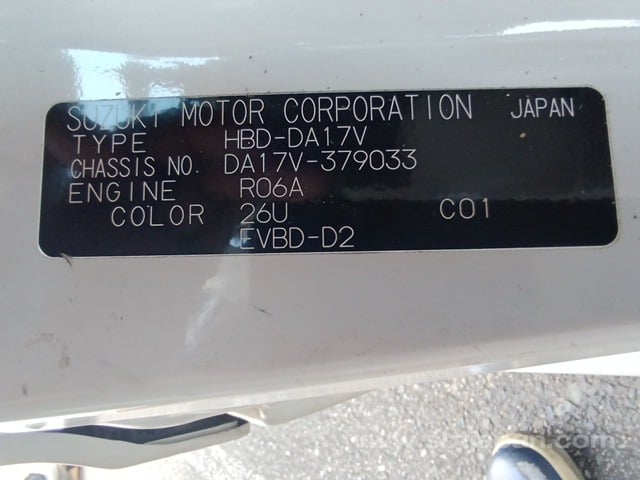 SUZUKI MOTOR CORPORATION JAPAN
TYPE HBD-DA17V
CHASSIS NO. DA17V-379033
ENGINE R06A
COLOR 26U C01
EVBD-D2